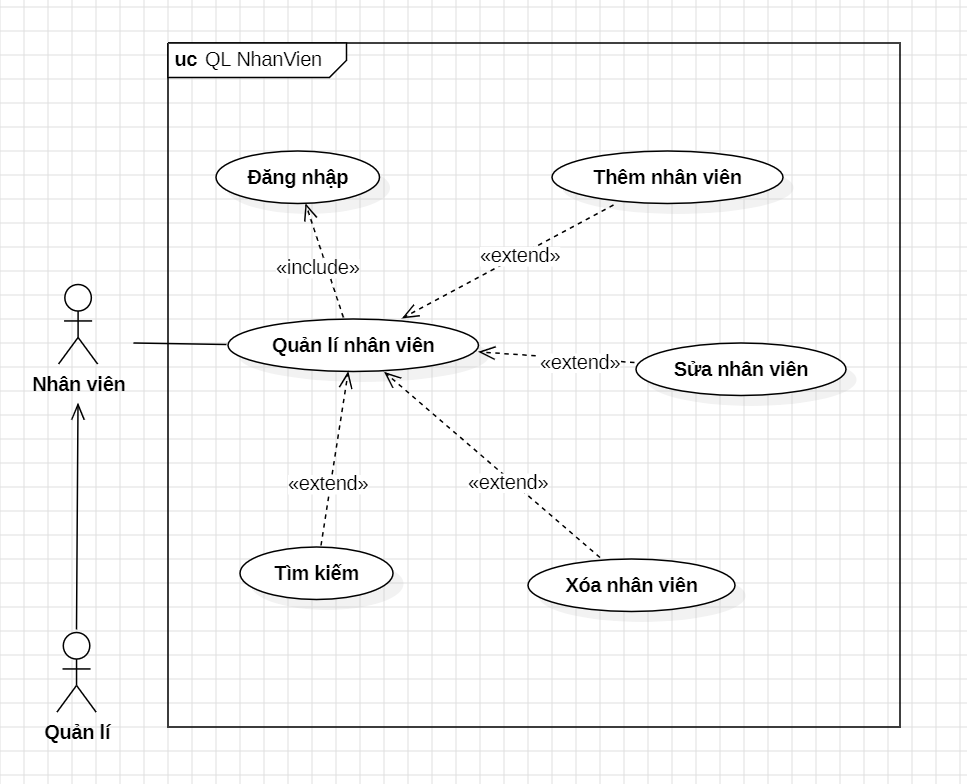 uc QL NhanVien
Đăng nhập
Thêm nhân viên
«extend»
«include»
Quản lí nhân viên
«extend»
Sửa nhân viên
Nhân viên
«extend»
«extend»
Tìm kiếm
Xóa nhân viên
Quản lí